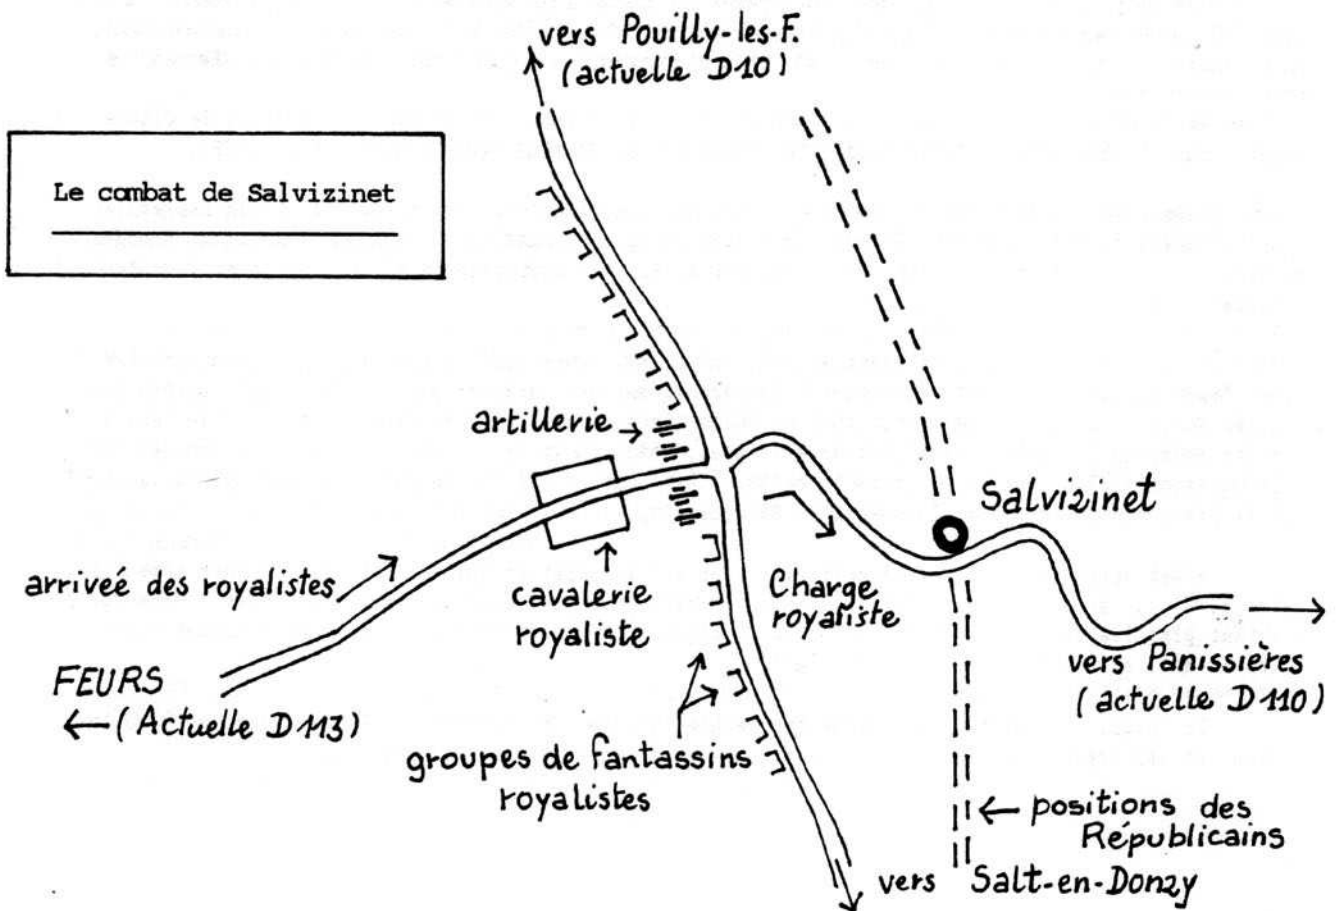 vers Pouilly-les-F.
(actuelle D10)
Le combat de Salvizinet
artillerie
Salvizinet
arriveé des royalistes
cavalerie
royaliste
Charge
royaliste
FEURS
(Actuelle D113)
vers Panissières
(actuelle D110)
groupes de fantassins
royalistes
positions des
Républicains
vers Salt-en-Donzy